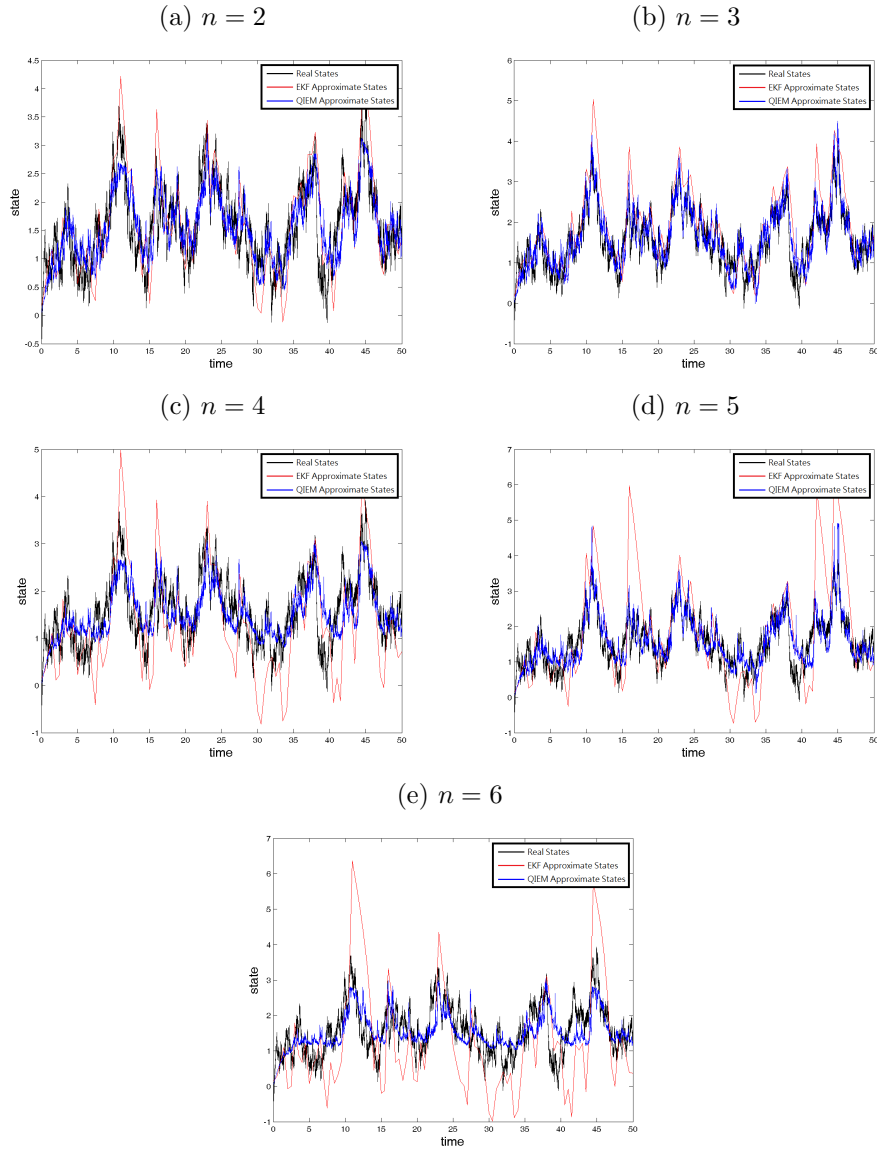 (a) n = 2
(b) n = 3
4.5
4
3.5
3
2.5
2
1.5
1
0.5
0
-0.5
state
Real States
EKF Approximate States
QIEM Approximate States
0 5 10 15 20 25 30 35 40 45 50
time
6
5
4
3
2
1
0
-1
state
Real States
EKF Approximate States
QIEM Approximate States
0 5 10 15 20 25 30 35 40 45 50
time
(c) n = 4
(d) n = 5
5
4
3
2
1
0
-1
state
Real States
EKF Approximate States
QIEM Approximate States
0 5 10 15 20 25 30 35 40 45 50
time
7
6
5
4
3
2
1
0
-1
state
Real States
EKF Approximate States
QIEM Approximate States
0 5 10 15 20 25 30 35 40 45 50
time
(e) n = 6
7
6
5
4
3
2
1
0
-1
state
Real States
EKF Approximate States
QIEM Approximate States
0 5 10 15 20 25 30 35 40 45 50
time